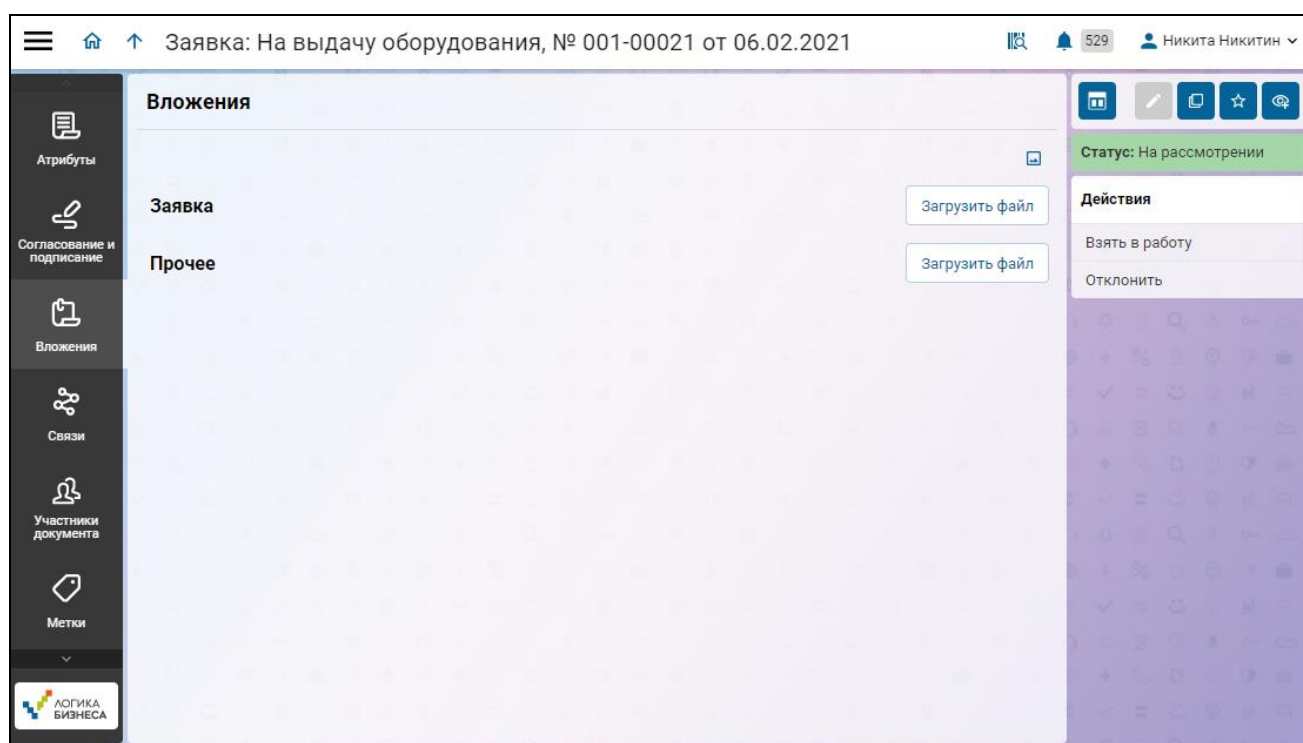 Заявка: На выдачу оборудования, № 001-00021 от 06.02.2021
529
Никита Никитин
Атрибуты
Согласование и
подписание
Вложения
Связи
Участники
документа
Метки
ЛОГИКА
БИЗНЕСА
Вложения
Заявка
Загрузить файл
Прочее
Загрузить файл
Статус: На рассмотрении
Действия
Взять в работу
Отклонить